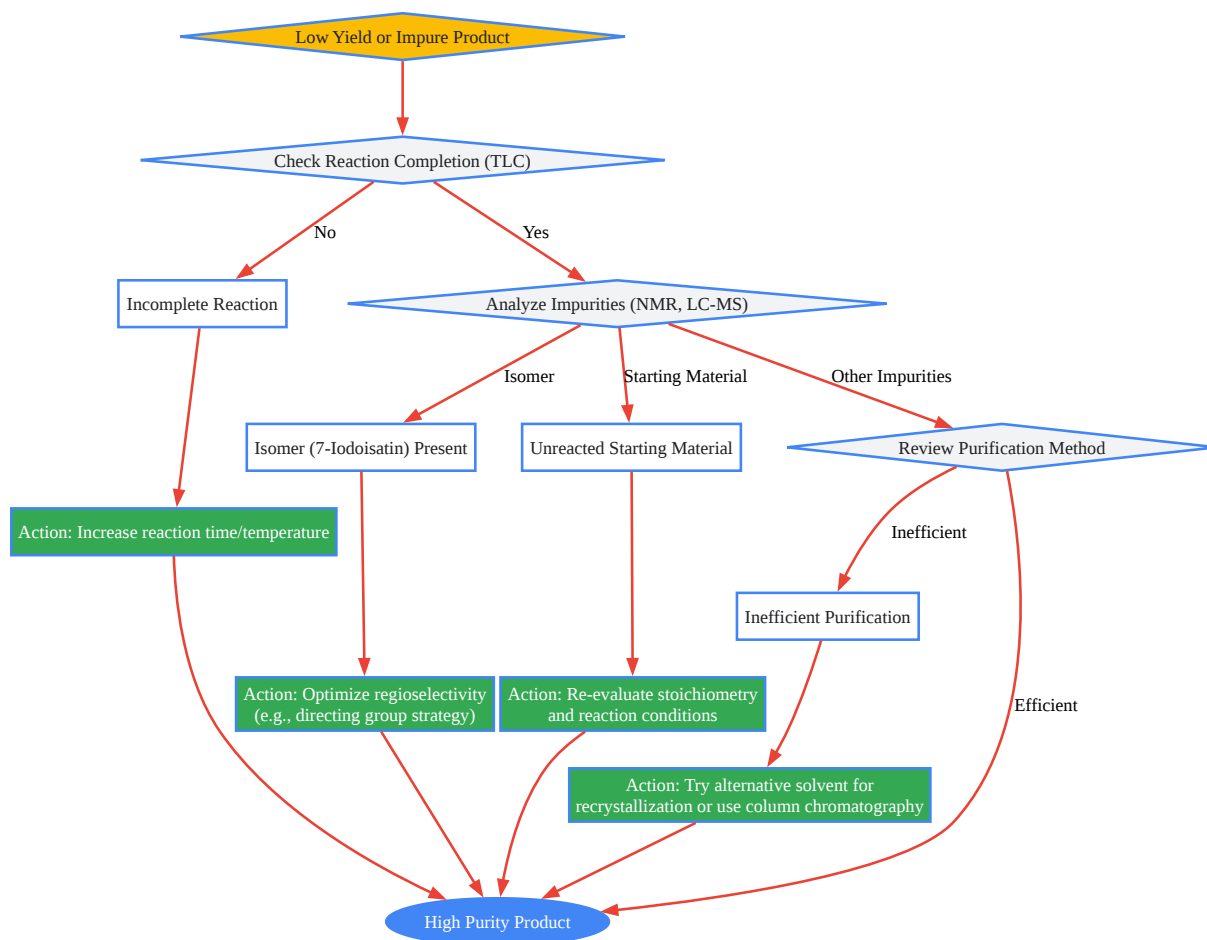 Low Yield or Impure Product
Check Reaction Completion (TLC)
No
Yes
Incomplete Reaction
Analyze Impurities (NMR, LC-MS)
Isomer
Starting Material
Other Impurities
Isomer (7-Iodoisatin) Present
Unreacted Starting Material
Review Purification Method
Action: Increase reaction time/temperature
Inefficient
Inefficient Purification
Action: Optimize regioselectivity
(e.g., directing group strategy)
Action: Re-evaluate stoichiometry
and reaction conditions
Efficient
Action: Try alternative solvent for
recrystallization or use column chromatography
High Purity Product